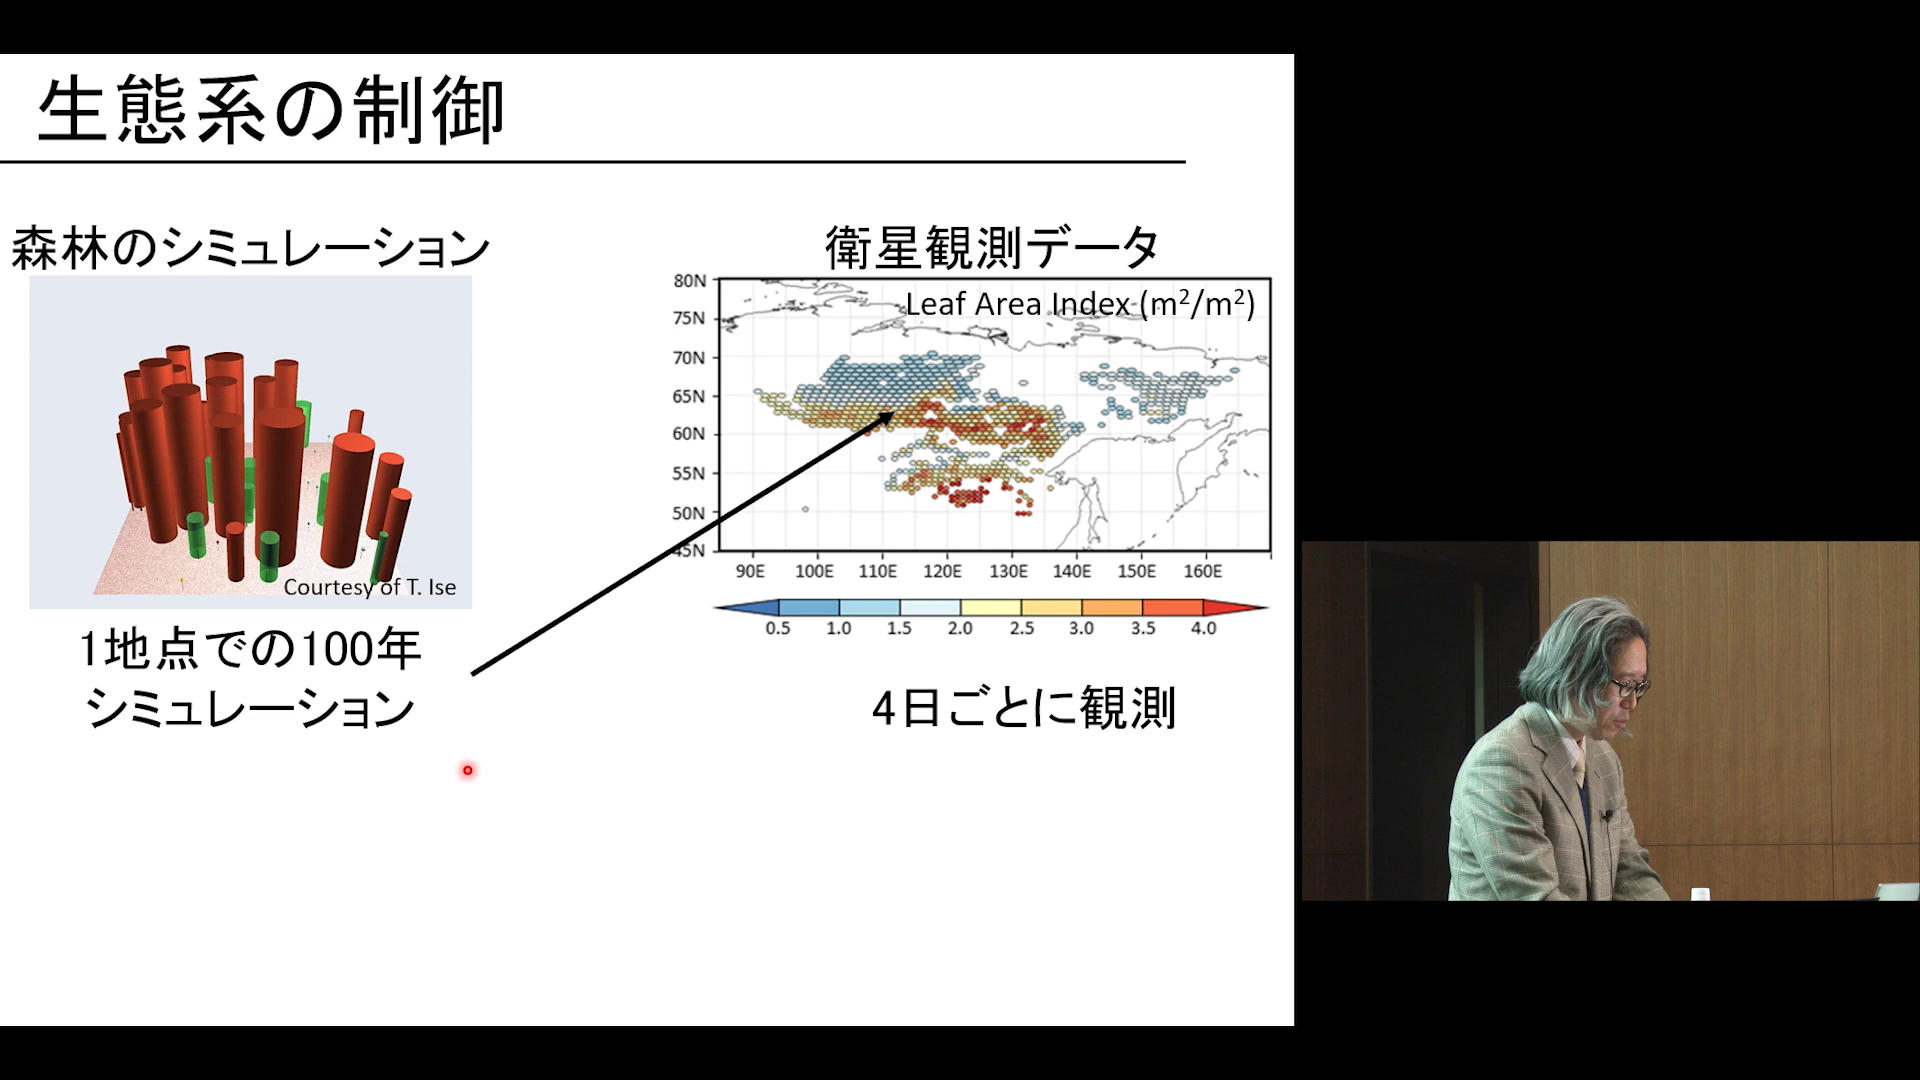 生態系の制御
森林のシミュレーション
Courtesy of T. Ise
1地点での100年
シミュレーション
衛星観測データ
Leaf Area Index (m²/m²)
80N
75N
70N
65N
60N
55N
50N
45N
90E 100E 110E 120E 130E 140E 150E 160E
0.5 1.0 1.5 2.0 2.5 3.0 3.5 4.0
4日ごとに観測